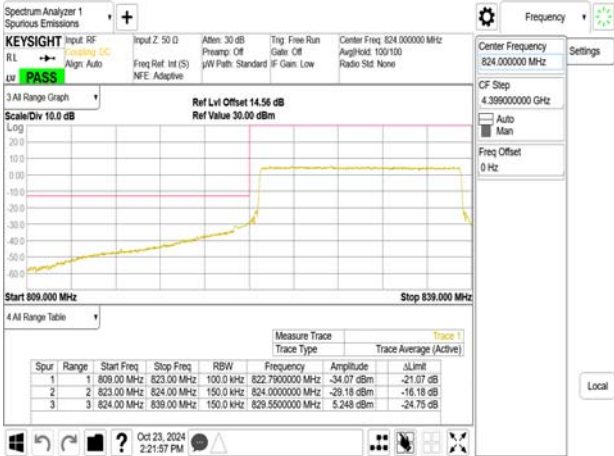 Spectrum Analyzer 1
Spurious Emissions
Frequency
KEYSIGHT
Input: RF
Coupling: DC
Align: Auto
Input Z: 50 Ω
Freq Ref: Int (S)
NFE: Adaptive
Atten: 30 dB
Preamp: Off
µW Path: Standard
Trig: Free Run
Gate: Off
IF Gain: Low
Center Freq: 824.000000 MHz
Avg|Hold: 100/100
Radio Std: None
RL
PASS
3 All Range Graph
Scale/Div 10.0 dB
Ref Lvl Offset 14.56 dB
Ref Value 30.00 dBm
Log
20.0
10.0
0.00
-10.0
-20.0
-30.0
-40.0
-50.0
-60.0
Start 809.000 MHz
Stop 839.000 MHz
4 All Range Table
Measure Trace Trace 1
Trace Type Trace Average (Active)
Spur Range Start Freq Stop Freq RBW Frequency Amplitude ΔLimit
1 1 809.00 MHz 823.00 MHz 100.0 kHz 822.7900000 MHz -34.07 dBm -21.07 dB
2 2 823.00 MHz 824.00 MHz 150.0 kHz 824.0000000 MHz -29.18 dBm -16.18 dB
3 3 824.00 MHz 839.00 MHz 150.0 kHz 829.5500000 MHz 5.248 dBm -24.75 dB
Oct 23, 2024
2:21:57 PM
Center Frequency
824.000000 MHz
Settings
CF Step
4.399000000 GHz
Auto
Man
Freq Offset
0 Hz
Local